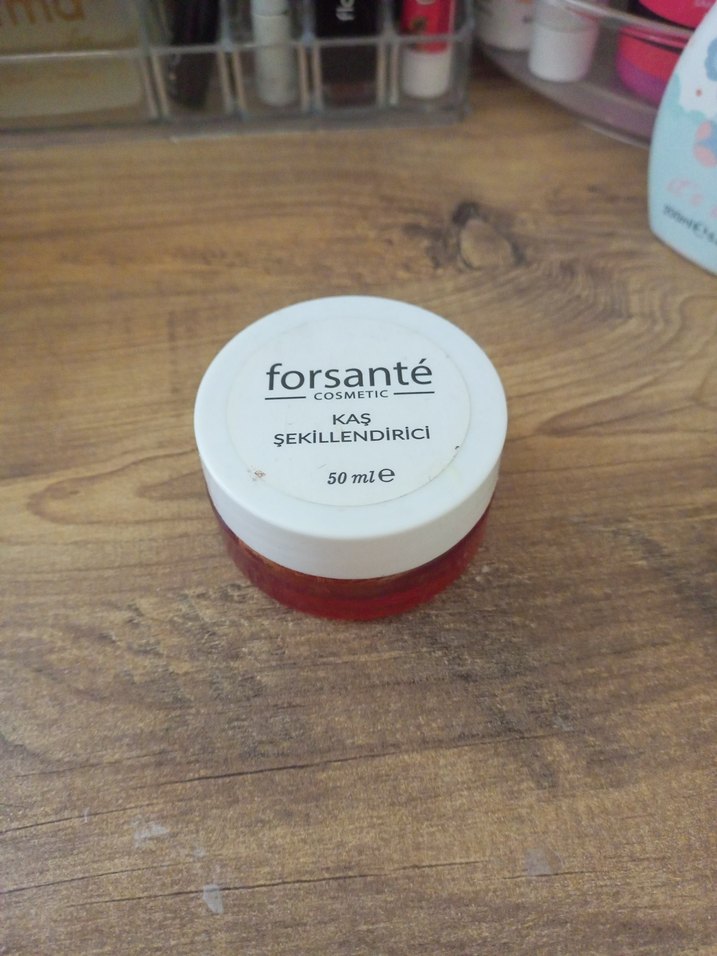 forsanté
COSMETIC
KAŞ
ŞEKİLLENDİRİCİ
50 ml e